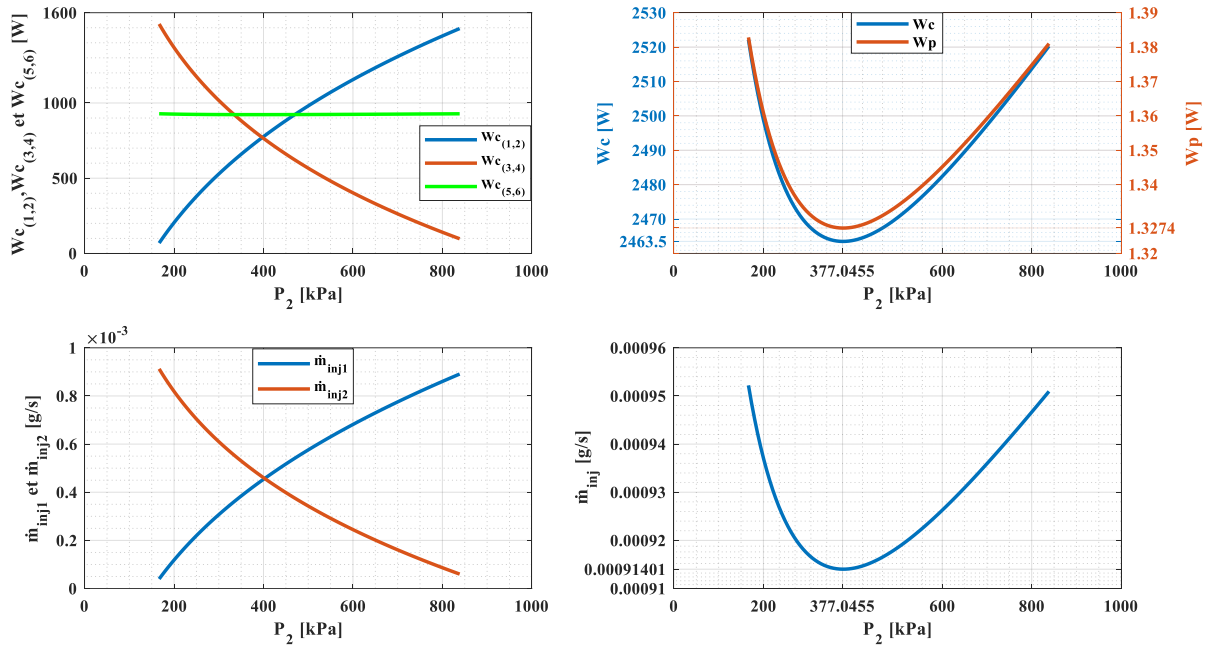 Wc(1,2),Wc(3,4) et Wc(5,6) [W]
1600
1000
500
0
0 200 400 600 800 1000
P2 [kPa]
Wc(1,2)
Wc(3,4)
Wc(5,6)
Wc [W]
2530
2520
2510
2500
2490
2480
2470
2463.5
Wc
Wp
1.39
1.38
1.37
1.36
1.35
1.34
1.3274
1.32
Wp [W]
0 200 377.0455 600 800 1000
P2 [kPa]
×10-3
ṁinj1 et ṁinj2 [g/s]
1
0.8
0.6
0.4
0.2
0
ṁinj1
ṁinj2
0 200 400 600 800 1000
P2 [kPa]
ṁinj [g/s]
0.00096
0.00095
0.00094
0.00093
0.00092
0.00091401
0.00091
0 200 377.0455 600 800 1000
P2 [kPa]